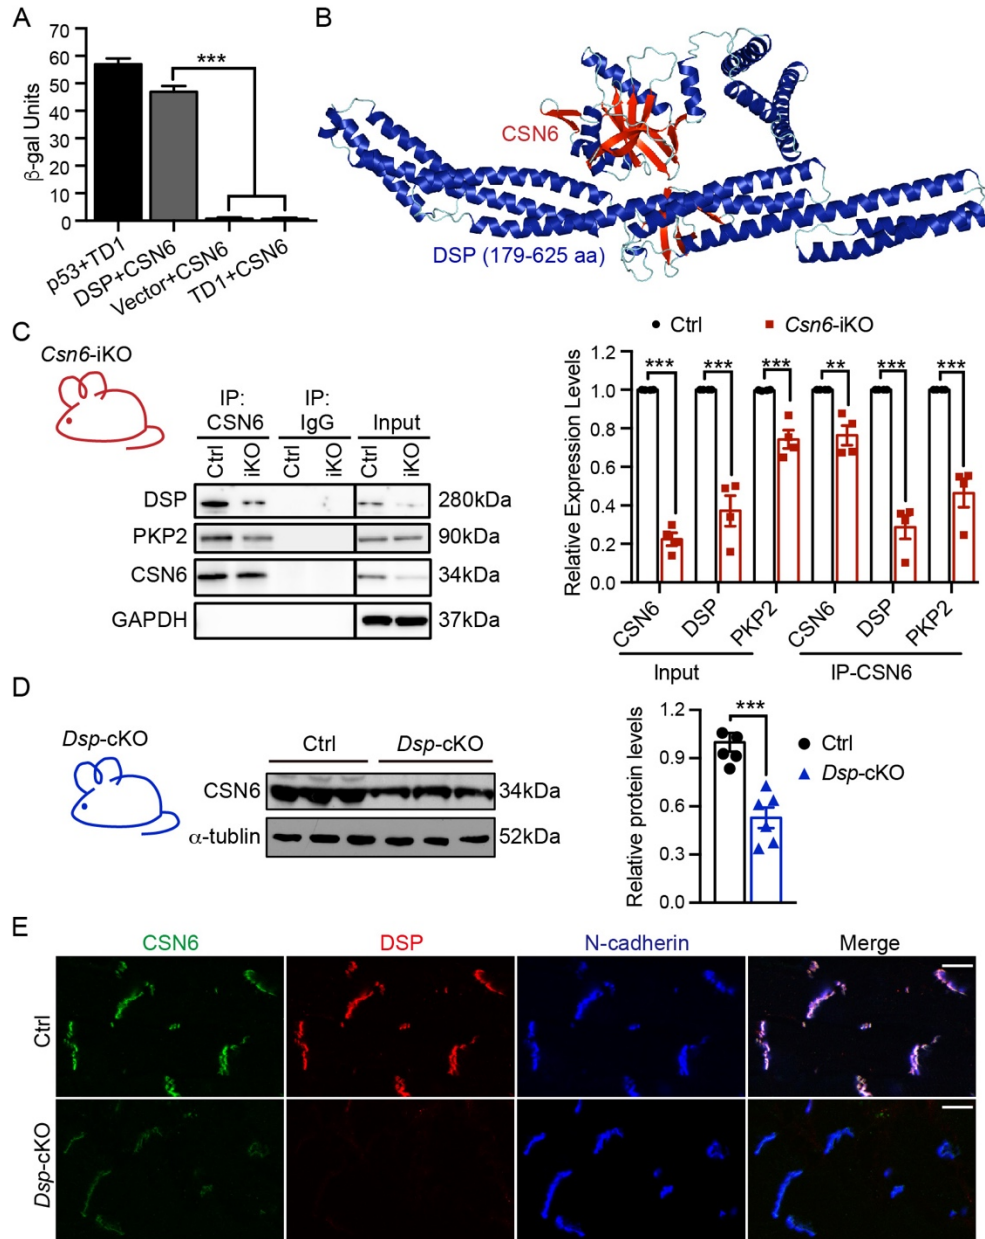 A
β-gal Units
70
60
50
40
30
20
10
0
***
p53+TD1
DSP+CSN6
Vector+CSN6
TD1+CSN6
B
CSN6
DSP (179-625 aa)
C
Csn6-iKO
IP: CSN6
IP: IgG
Input
Ctrl
iKO
Ctrl
iKO
Ctrl
iKO
DSP
280kDa
PKP2
90kDa
CSN6
34kDa
GAPDH
37kDa
Ctrl
Csn6-iKO
Relative Expression Levels
1.2
1.0
0.8
0.6
0.4
0.2
0.0
***
***
***
**
***
***
CSN6
DSP
PKP2
CSN6
DSP
PKP2
Input
IP-CSN6
D
Dsp-cKO
Ctrl
Dsp-cKO
CSN6
34kDa
α-tublin
52kDa
Relative protein levels
1.2
0.9
0.6
0.3
0.0
***
Ctrl
Dsp-cKO
E
CSN6
DSP
N-cadherin
Merge
Ctrl
Dsp-cKO